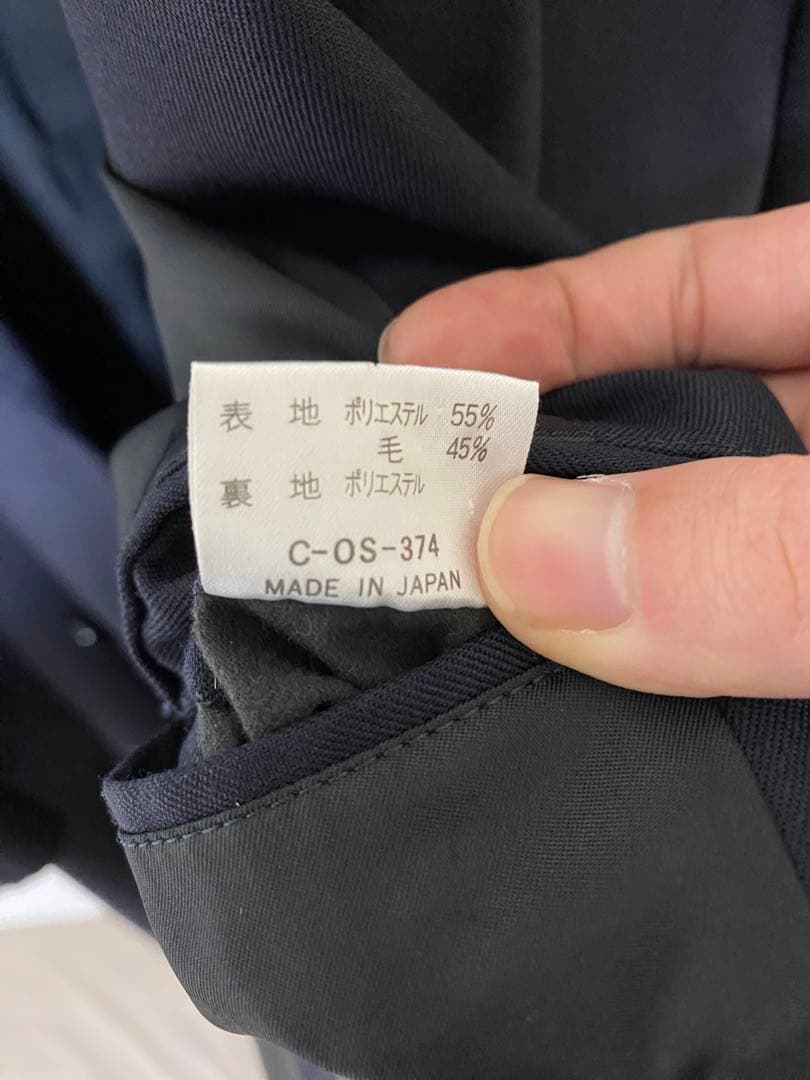 表 地 ポリエステル 55%
毛 45%
裏 地 ポリエステル
C-OS-374
MADE IN JAPAN